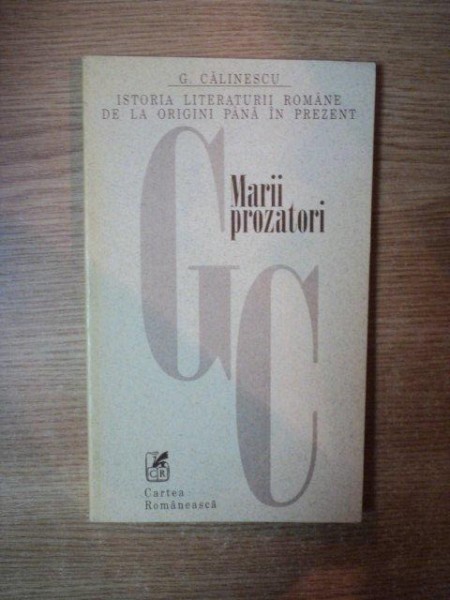 G. CĂLINESCU
ISTORIA LITERATURII ROMÂNE
DE LA ORIGINI PÂNĂ ÎN PREZENT
Marii
prozatori
GC
CR
Cartea
Românească